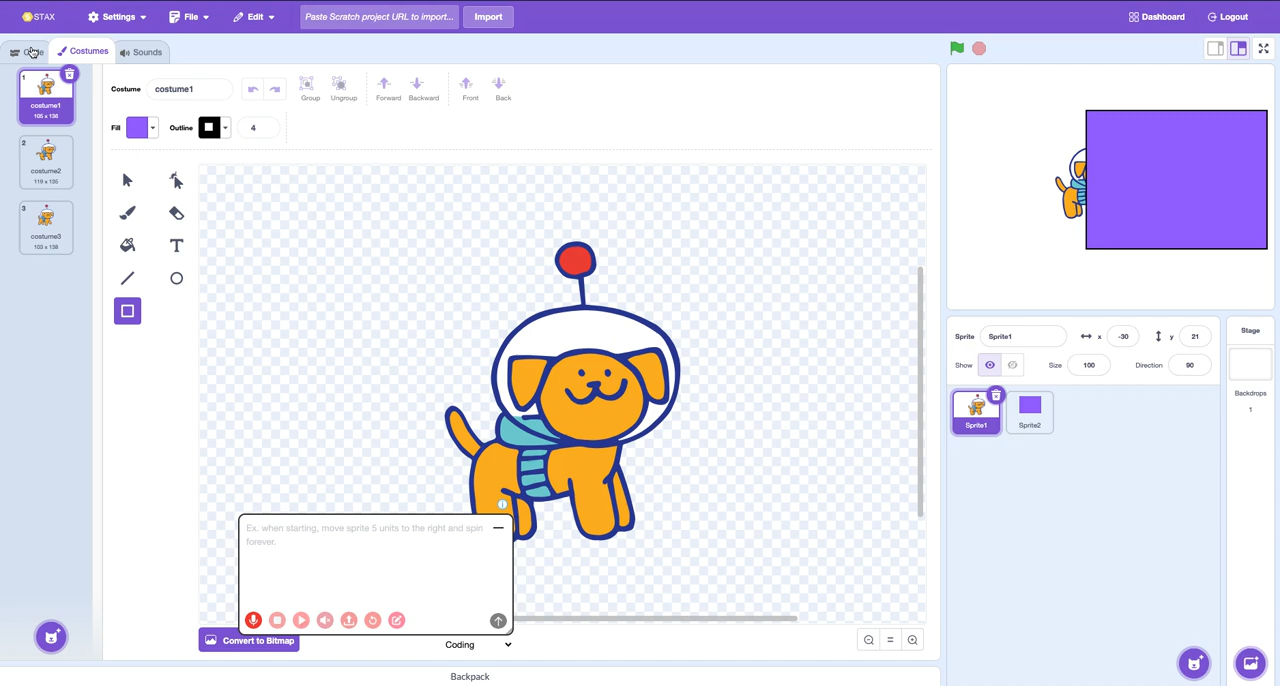 STAX Settings File Edit Paste Scratch project URL to import... Import Dashboard Logout
Costumes Sounds
1
costume1
105 x 136
2
costume2
119 x 135
3
costume3
103 x 138
Costume costume1 Group Ungroup Forward Backward Front Back
Fill Outline 4
T
Ex. when starting, move sprite 5 units to the right and spin
forever.
Convert to Bitmap
Coding
Backpack
Sprite Sprite1 x -30 y 21
Show Size 100 Direction 90
Sprite1 Sprite2
Stage
Backdrops
1